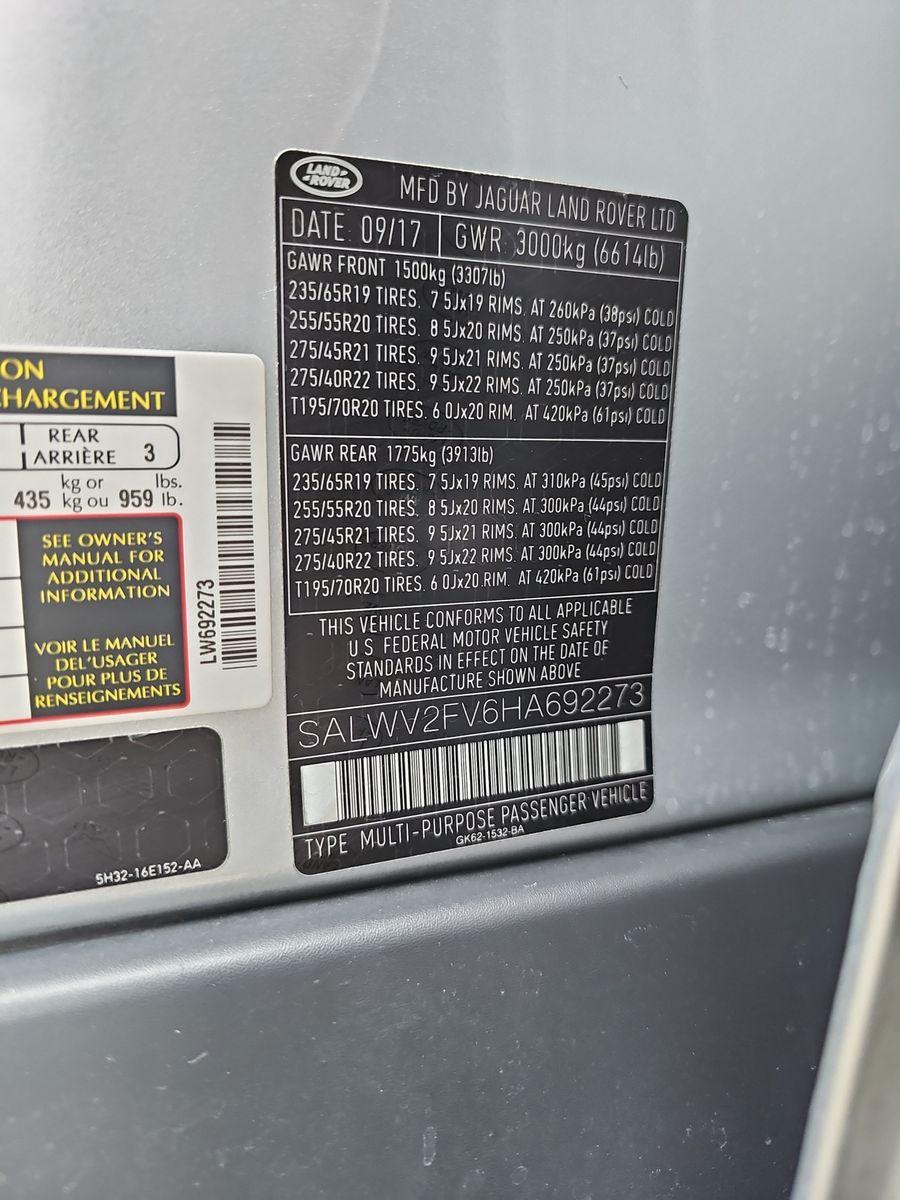 LAND ROVER
MFD BY JAGUAR LAND ROVER LTD
DATE. 09/17 GWR 3000kg (6614lb)
GAWR FRONT 1500kg (3307lb)
235/65R19 TIRES. 7 5Jx19 RIMS. AT 260kPa (38psi) COLD
255/55R20 TIRES. 8 5Jx20 RIMS. AT 250kPa (37psi) COLD
275/45R21 TIRES. 9 5Jx21 RIMS. AT 250kPa (37psi) COLD
275/40R22 TIRES. 9 5Jx22 RIMS. AT 250kPa (37psi) COLD
T195/70R20 TIRES. 6 0Jx20 RIM. AT 420kPa (61psi) COLD
GAWR REAR 1775kg (3913lb)
235/65R19 TIRES. 7 5Jx19 RIMS. AT 310kPa (45psi) COLD
255/55R20 TIRES. 8 5Jx20 RIMS. AT 300kPa (44psi) COLD
275/45R21 TIRES. 9 5Jx21 RIMS. AT 300kPa (44psi) COLD
275/40R22 TIRES. 9 5Jx22 RIMS. AT 300kPa (44psi) COLD
T195/70R20 TIRES. 6 0Jx20 RIM. AT 420kPa (61psi) COLD
THIS VEHICLE CONFORMS TO ALL APPLICABLE
U S FEDERAL MOTOR VEHICLE SAFETY
STANDARDS IN EFFECT ON THE DATE OF
MANUFACTURE SHOWN ABOVE
SALWV2FV6HA692273
TYPE MULTI-PURPOSE PASSENGER VEHICLE
GK62-1532-BA
ON
CHARGEMENT
REAR
ARRIÈRE 3
kg or lbs.
435 kg ou 959 lb.
SEE OWNER'S
MANUAL FOR
ADDITIONAL
INFORMATION
VOIR LE MANUEL
DEL'USAGER
POUR PLUS DE
RENSEIGNEMENTS
LW692273
5H32-16E152-AA